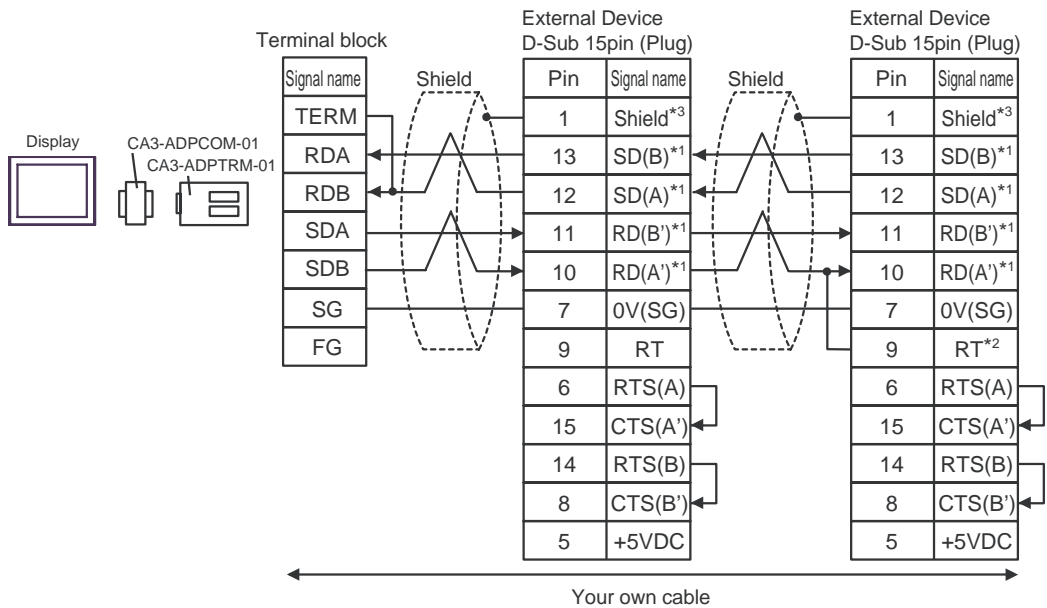 External Device
D-Sub 15pin (Plug)
External Device
D-Sub 15pin (Plug)
Terminal block
Signal name
Shield
Pin
Signal name
Shield
Pin
Signal name
TERM
1
Shield*3
1
Shield*3
Display
CA3-ADPCOM-01
CA3-ADPTRM-01
RDA
13
SD(B)*1
13
SD(B)*1
RDB
12
SD(A)*1
12
SD(A)*1
SDA
11
RD(B')*1
11
RD(B')*1
SDB
10
RD(A')*1
10
RD(A')*1
SG
7
0V(SG)
7
0V(SG)
FG
9
RT
9
RT*2
6
RTS(A)
6
RTS(A)
15
CTS(A')
15
CTS(A')
14
RTS(B)
14
RTS(B)
8
CTS(B')
8
CTS(B')
5
+5VDC
5
+5VDC
Your own cable